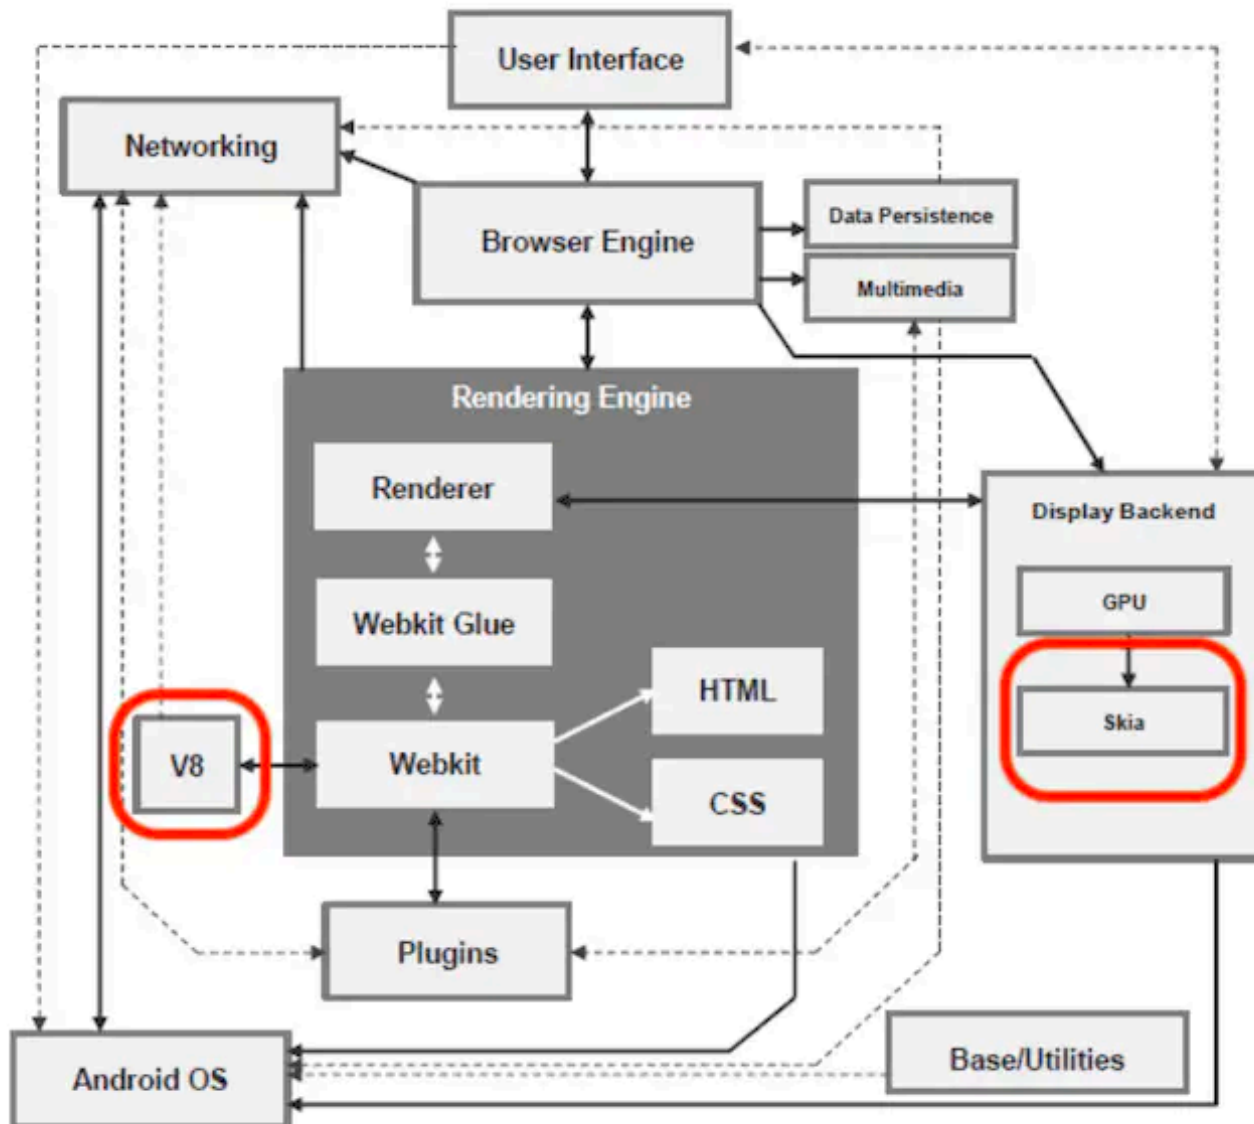 User Interface
Networking
Browser Engine
Data Persistence
Multimedia
Rendering Engine
Renderer
Display Backend
GPU
Webkit Glue
HTML
Skia
V8
Webkit
CSS
Plugins
Base/Utilities
Android OS